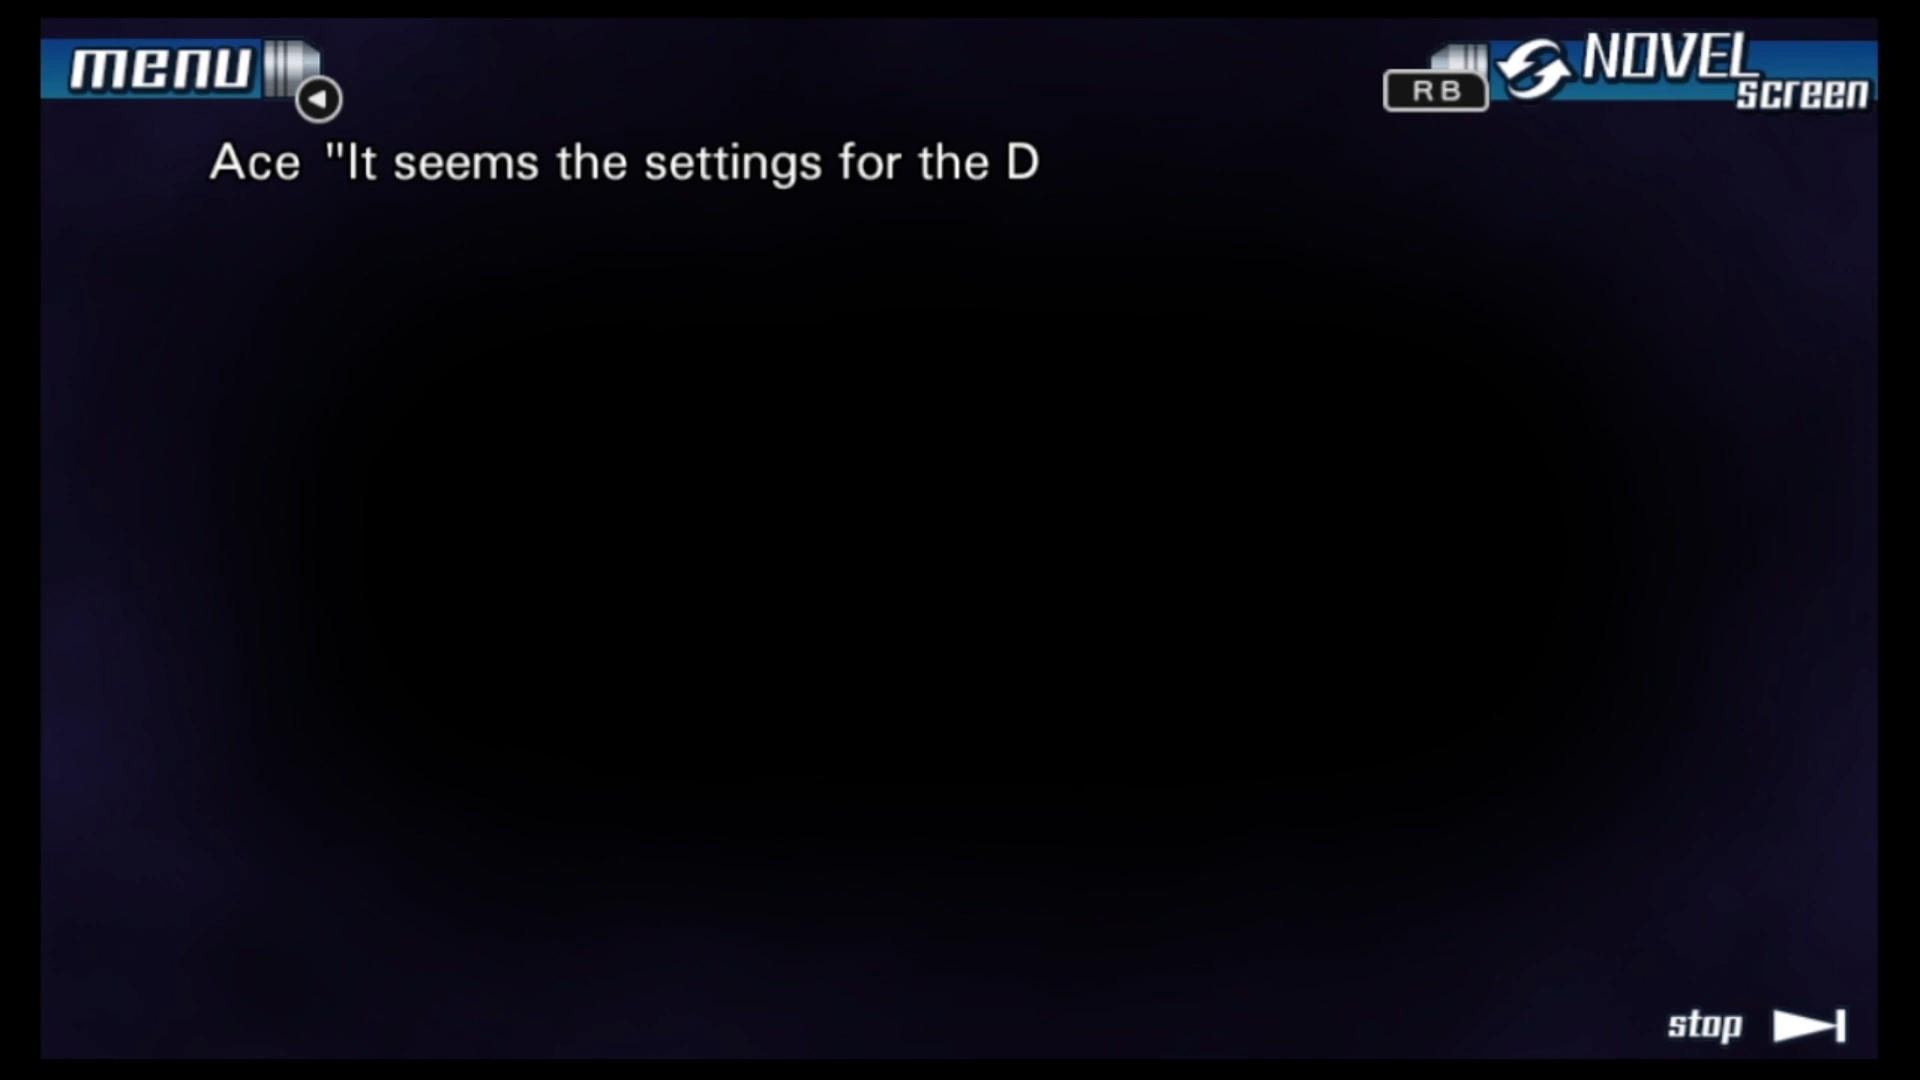 menu
RB
NOVEL
screen
Ace "It seems the settings for the D
stop